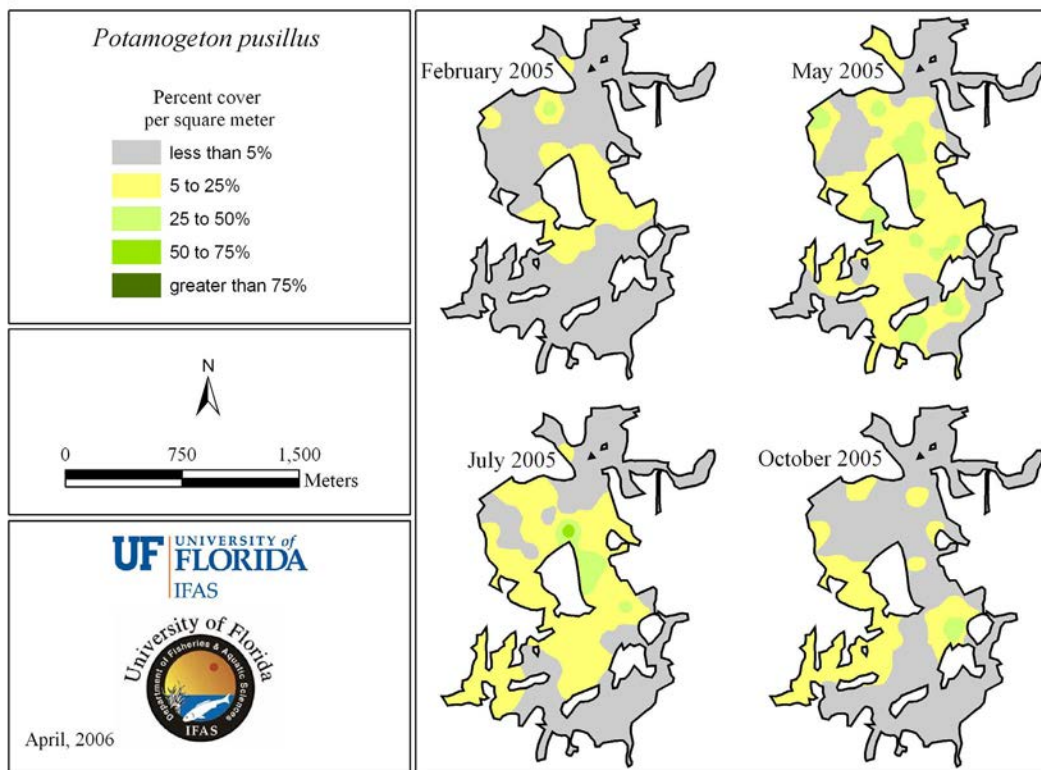 Potamogeton pusillus
Percent cover
per square meter
less than 5%
5 to 25%
25 to 50%
50 to 75%
greater than 75%
N
0 750 1,500
Meters
UF UNIVERSITY of
FLORIDA
IFAS
University of Florida
Department of Fisheries & Aquatic Sciences
IFAS
April, 2006
February 2005
May 2005
July 2005
October 2005